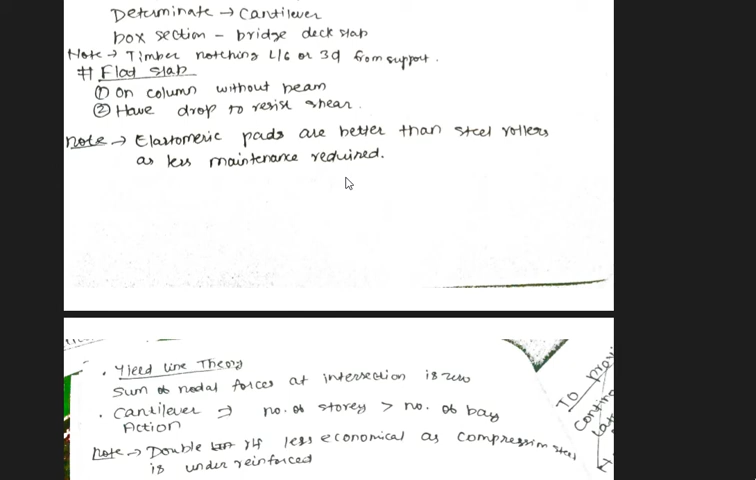 Determinate → Cantilever
box section - bridge deck slab
Note → Timber notching L/6 or 3d from support.
# Flat slab
① On column without beam
② Have drop to resist shear.
Note → Elastomeric pads are better than steel rollers
as less maintenance required.
• Yield line Theory
Sum of nodal forces at intersection is zero
• Cantilever → no. of storey > no. of bay
Action
Note → Double less economical as compression steel
is under reinforced
TO